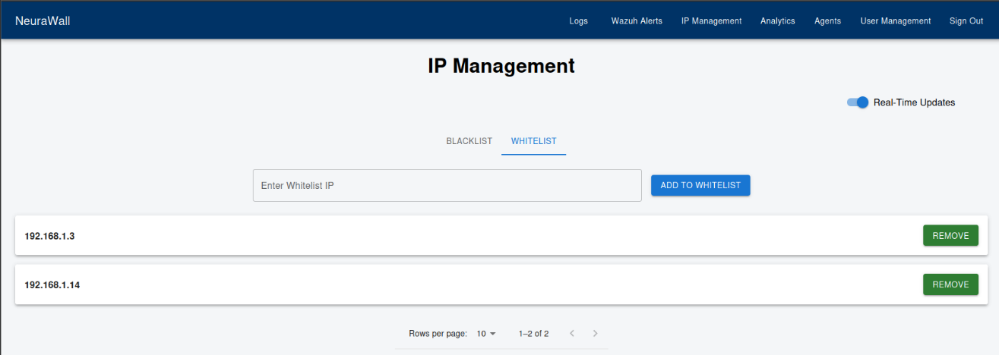 NeuraWall Logs Wazuh Alerts IP Management Analytics Agents User Management Sign Out
IP Management
Real-Time Updates
BLACKLIST WHITELIST
Enter Whitelist IP ADD TO WHITELIST
192.168.1.3 REMOVE
192.168.1.14 REMOVE
Rows per page: 10 1–2 of 2